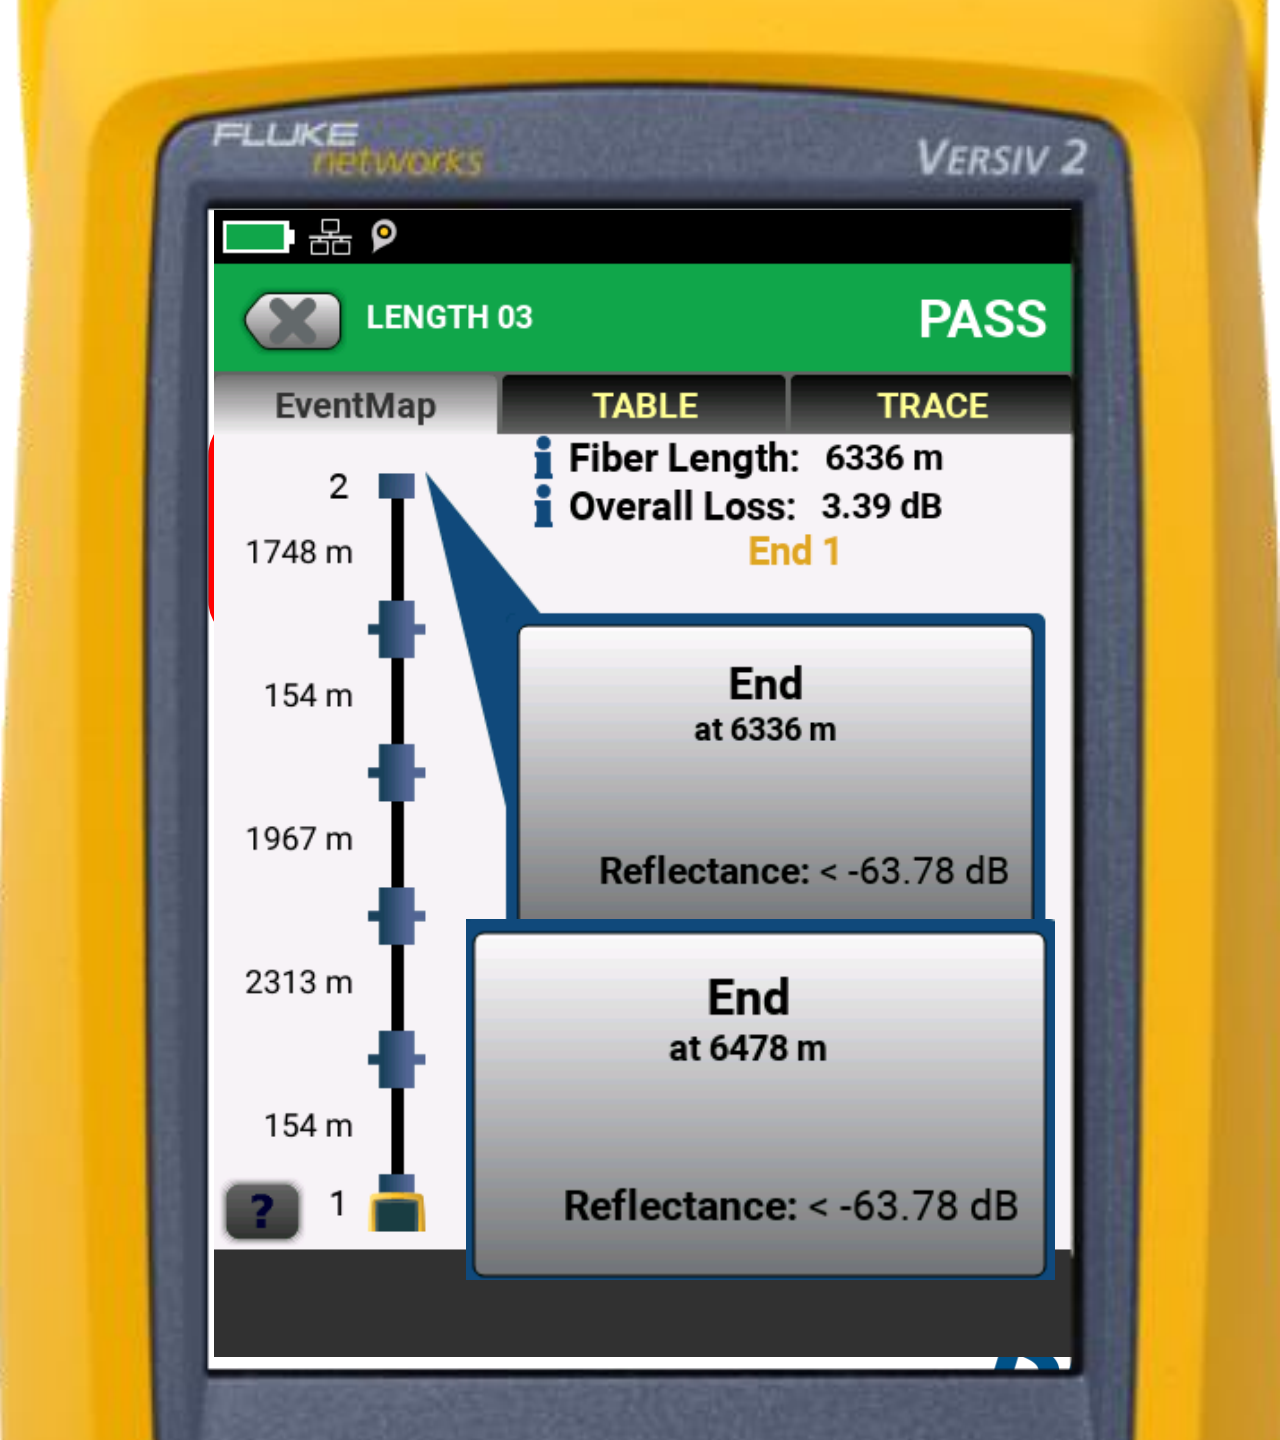 FLUKE
networks
VERSIV 2
LENGTH 03
PASS
EventMap
TABLE
TRACE
Fiber Length: 6336 m
Overall Loss: 3.39 dB
End 1
2
1748 m
154 m
1967 m
2313 m
154 m
1
?
End
at 6336 m
Reflectance: < -63.78 dB
End
at 6478 m
Reflectance: < -63.78 dB